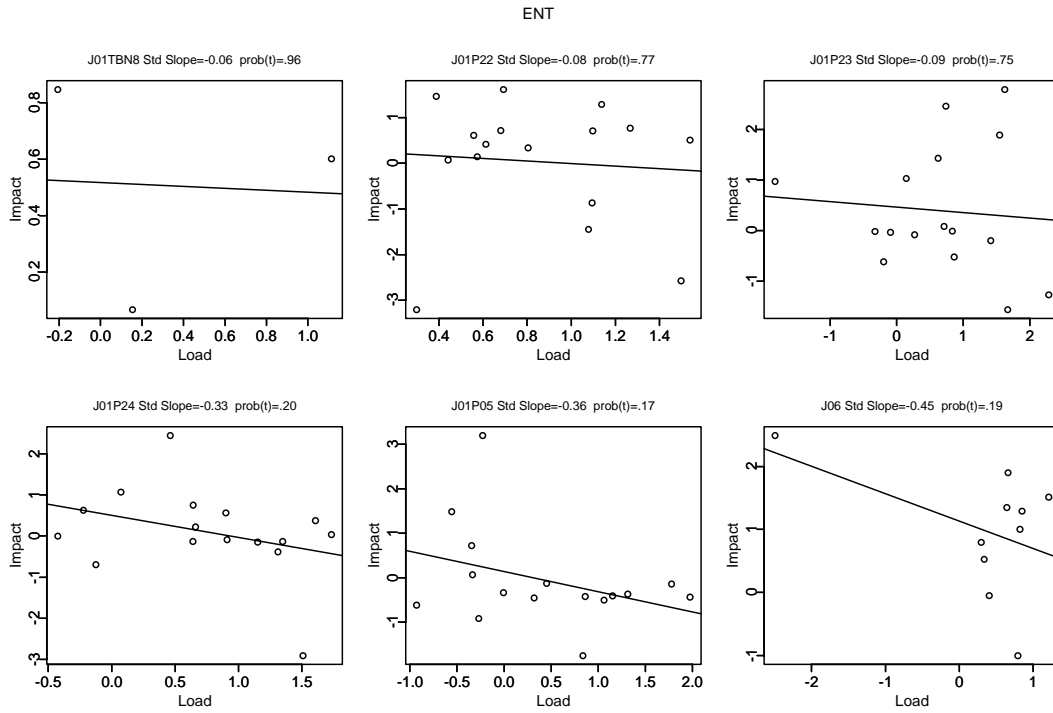 ENT
J01TBN8 Std Slope=-0.06 prob(t)=.96
Impact
0.2 0.4 0.6 0.8
-0.2 0.0 0.2 0.4 0.6 0.8 1.0
Load
J01P22 Std Slope=-0.08 prob(t)=.77
Impact
-3 -2 -1 0 1
0.4 0.6 0.8 1.0 1.2 1.4
Load
J01P23 Std Slope=-0.09 prob(t)=.75
Impact
-1 0 1 2
-1 0 1 2
Load
J01P24 Std Slope=-0.33 prob(t)=.20
Impact
-3 -2 -1 0 1 2
-0.5 0.0 0.5 1.0 1.5
Load
J01P05 Std Slope=-0.36 prob(t)=.17
Impact
-1 0 1 2 3
-1.0 -0.5 0.0 0.5 1.0 1.5 2.0
Load
J06 Std Slope=-0.45 prob(t)=.19
Impact
-1 0 1 2
-2 -1 0 1
Load